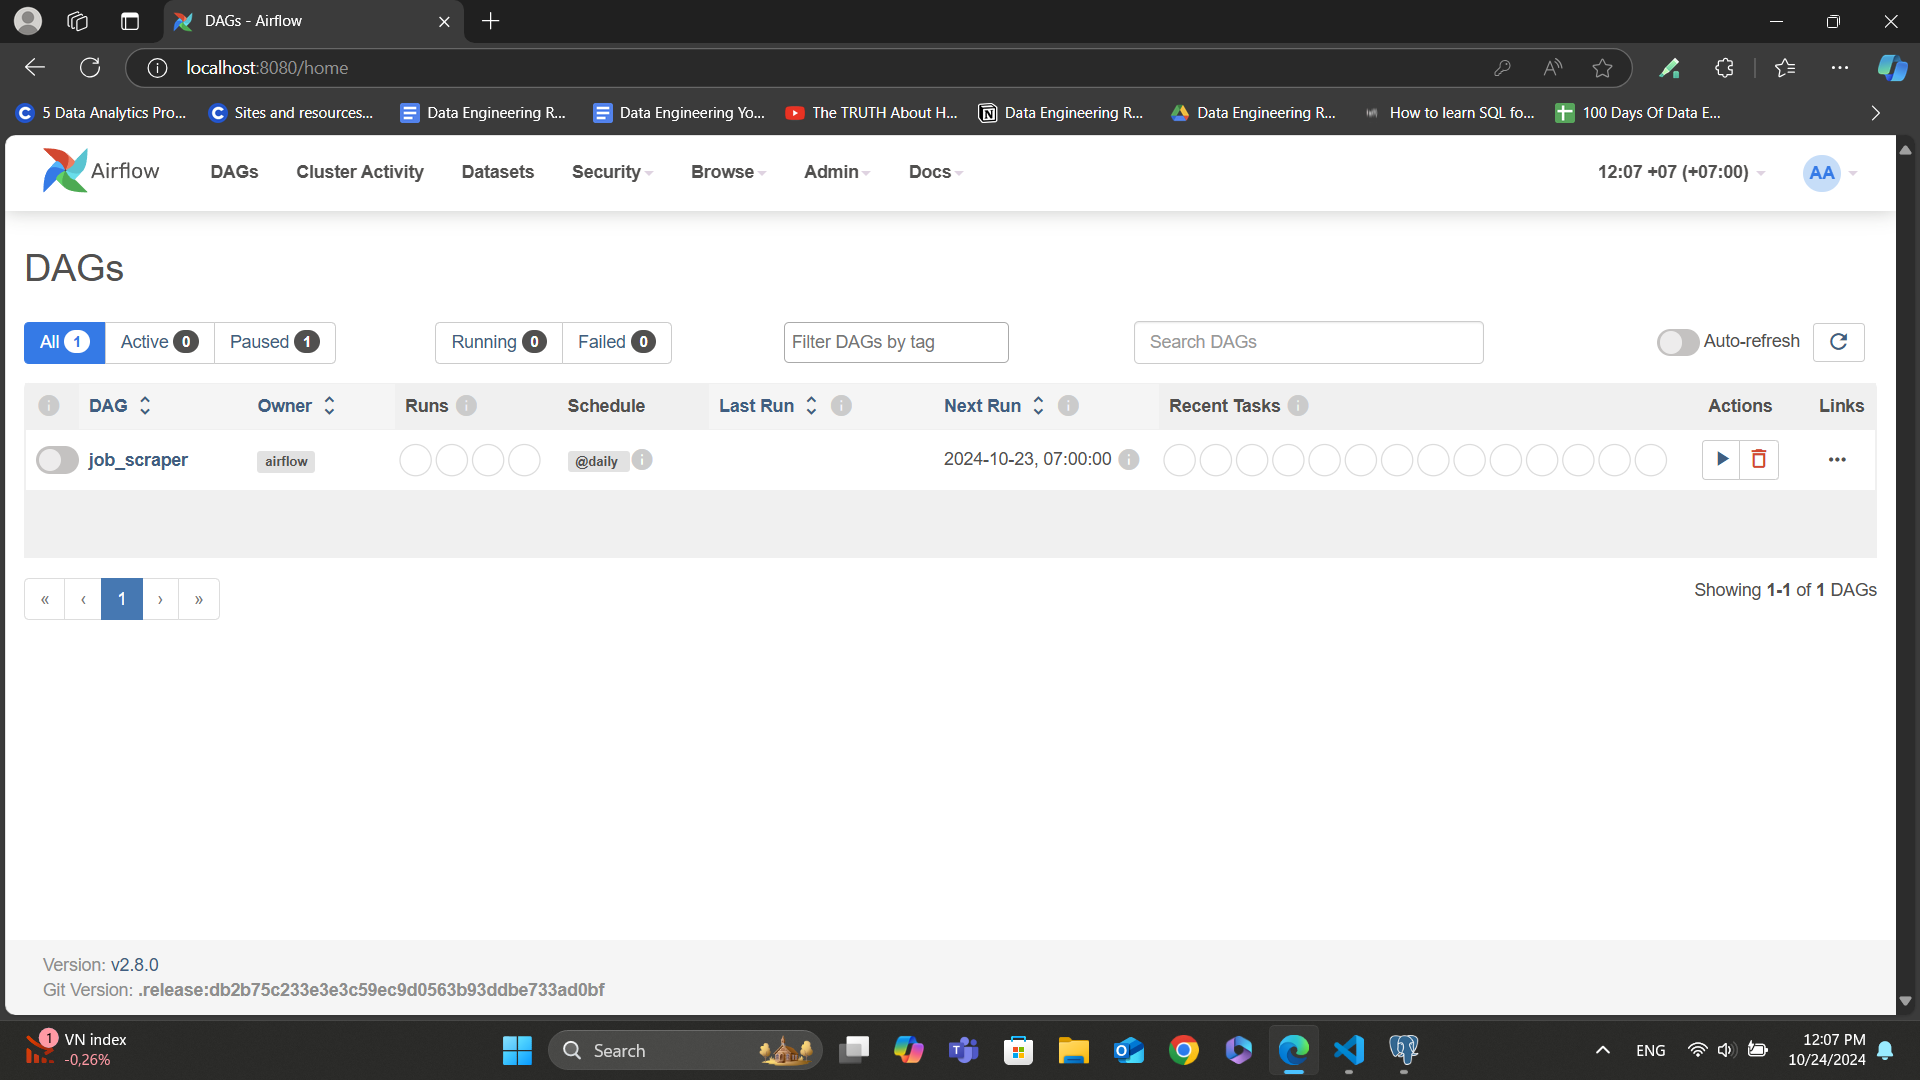 DAGs - Airflow
localhost:8080/home
5 Data Analytics Pro...
Sites and resources...
Data Engineering R...
Data Engineering Yo...
The TRUTH About H...
Data Engineering R...
Data Engineering R...
How to learn SQL fo...
100 Days Of Data E...
Airflow
DAGs
Cluster Activity
Datasets
Security
Browse
Admin
Docs
12:07 +07 (+07:00)
AA
DAGs
All 1
Active 0
Paused 1
Running 0
Failed 0
Filter DAGs by tag
Search DAGs
Auto-refresh
DAG
Owner
Runs
Schedule
Last Run
Next Run
Recent Tasks
Actions
Links
job_scraper
airflow
@daily
2024-10-23, 07:00:00
« ‹ 1 › »
Showing 1-1 of 1 DAGs
Version: v2.8.0
Git Version: .release:db2b75c233e3e3c59ec9d0563b93ddbe733ad0bf
1
VN index
-0,26%
Search
ENG
12:07 PM
10/24/2024